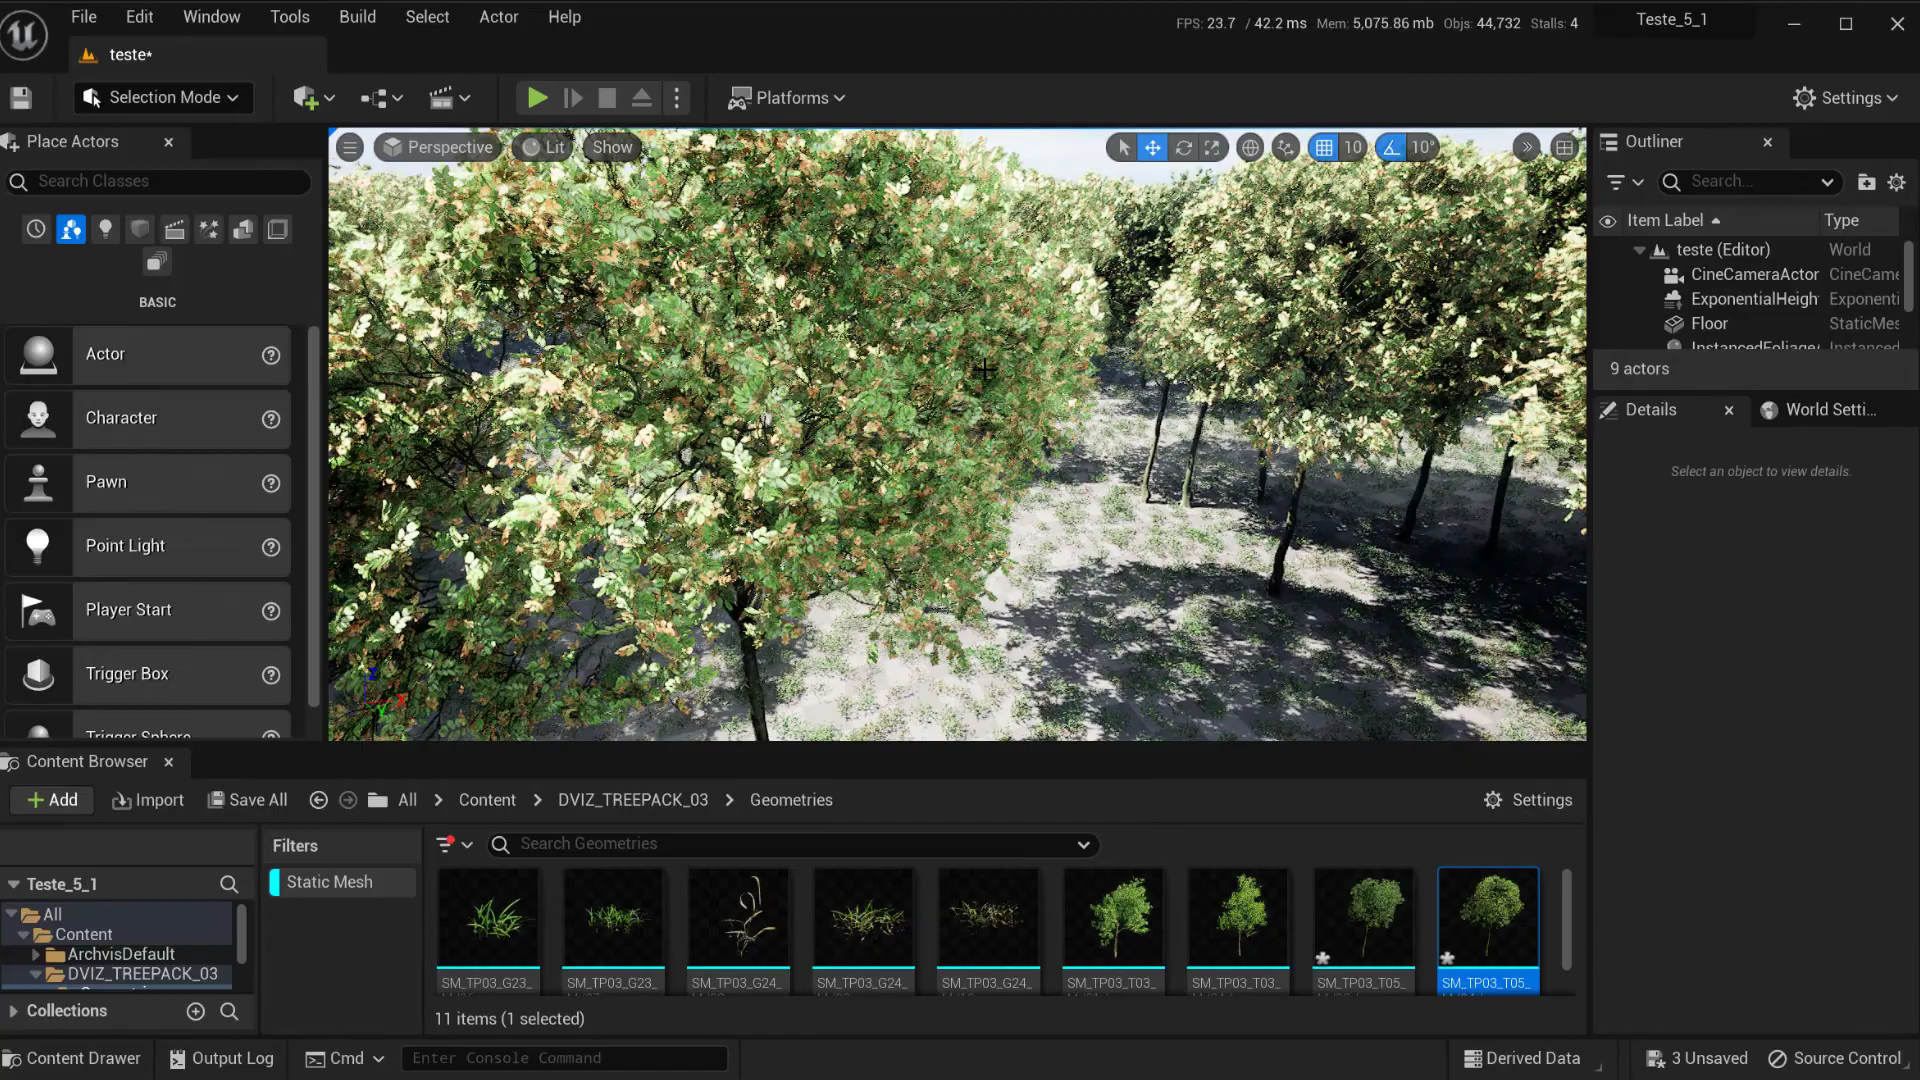 File Edit Window Tools Build Select Actor Help
FPS: 23.7 / 42.2 ms Mem: 5,075.86 mb Objs: 44,732 Stalls: 4
Teste_5_1
teste*
Selection Mode
Platforms
Settings
Place Actors
Search Classes
BASIC
Actor
Character
Pawn
Point Light
Player Start
Trigger Box
Trigger Sphere
Perspective
Lit
Show
10
10°
Z
X
Y
Outliner
Search...
Item Label Type
teste (Editor) World
CineCameraActor CineCame
ExponentialHeigh Exponenti
Floor StaticMes
InstancedFoliage Instanced
9 actors
Details
World Setti...
Select an object to view details.
Content Browser
Add
Import
Save All
All
Content
DVIZ_TREEPACK_03
Geometries
Settings
Filters
Static Mesh
Search Geometries
Teste_5_1
All
Content
ArchvisDefault
DVIZ_TREEPACK_03
Collections
SM_TP03_G23_
SM_TP03_G23_
SM_TP03_G24_
SM_TP03_G24_
SM_TP03_G24_
SM_TP03_T03_
SM_TP03_T03_
SM_TP03_T05_
SM_TP03_T05_
11 items (1 selected)
Content Drawer
Output Log
Cmd
Enter Console Command
Derived Data
3 Unsaved
Source Control